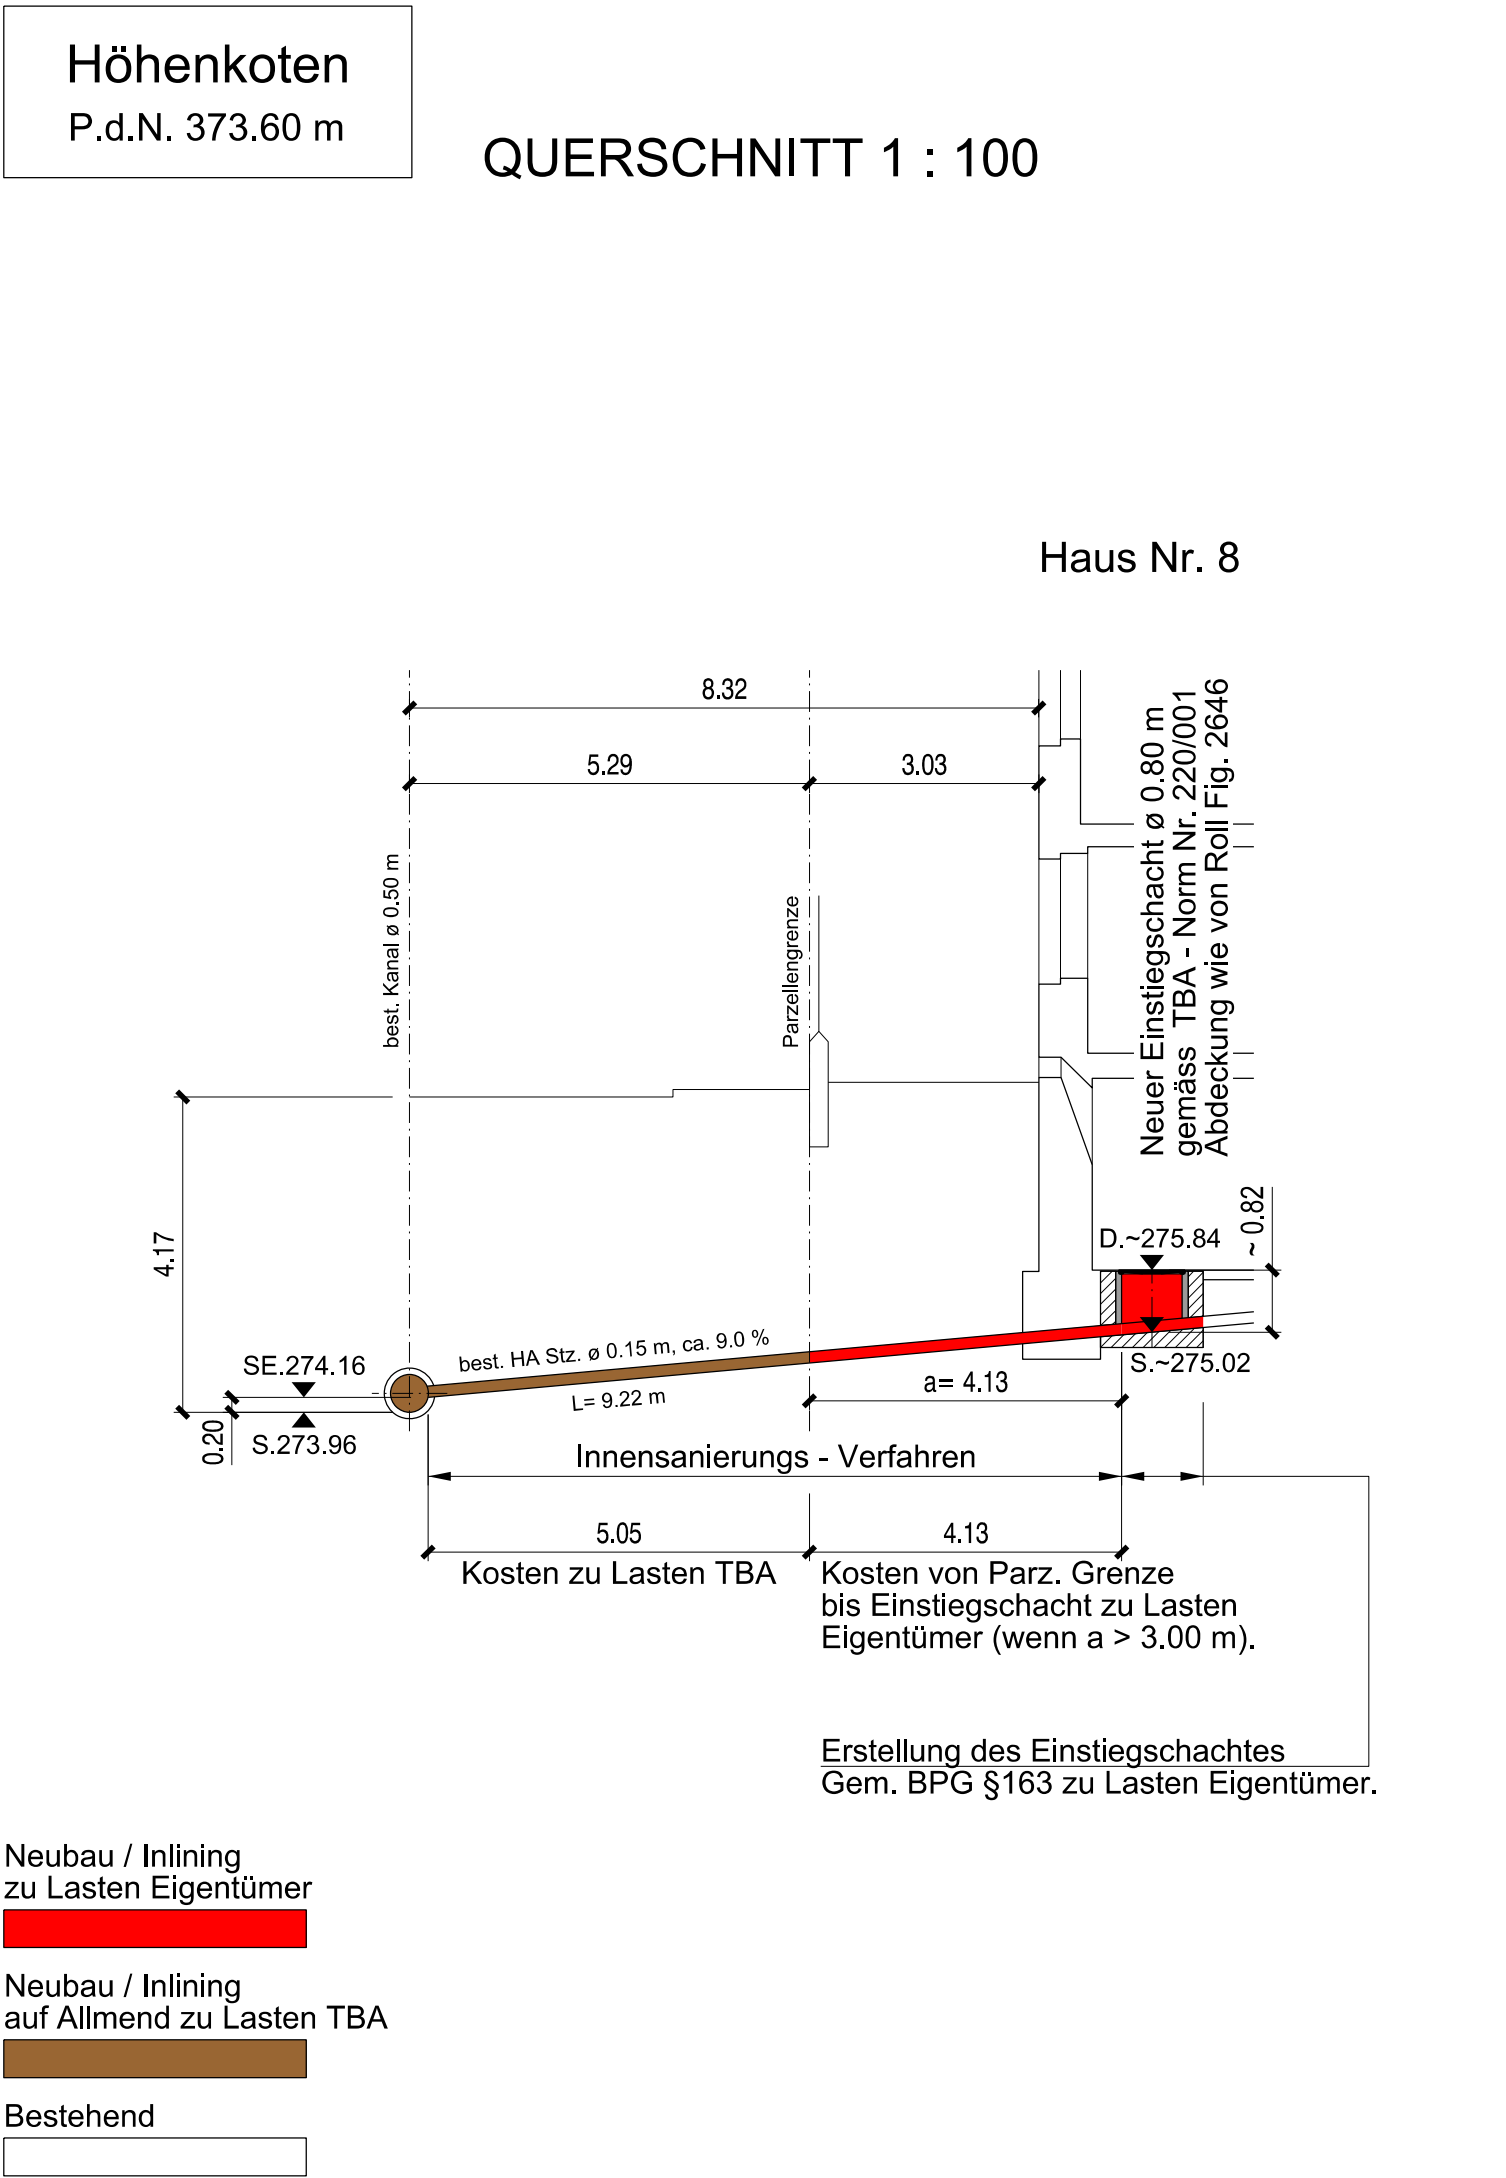 Höhenkoten
P.d.N. 373.60 m
QUERSCHNITT 1 : 100
Haus Nr. 8
8.32
5.29
3.03
best. Kanal ø 0.50 m
Parzellengrenze
Neuer Einstiegschacht ø 0.80 m
gemäss TBA - Norm Nr. 220/001
Abdeckung wie von Roll Fig. 2646
4.17
~ 0.82
D.~275.84
best. HA Stz. ø 0.15 m, ca. 9.0 %
L= 9.22 m
SE.274.16
S.~275.02
a= 4.13
0.20
S.273.96
Innensanierungs - Verfahren
5.05
4.13
Kosten zu Lasten TBA
Kosten von Parz. Grenze
bis Einstiegschacht zu Lasten
Eigentümer (wenn a > 3.00 m).
Erstellung des Einstiegschachtes
Gem. BPG §163 zu Lasten Eigentümer.
Neubau / Inlining
zu Lasten Eigentümer
Neubau / Inlining
auf Allmend zu Lasten TBA
Bestehend